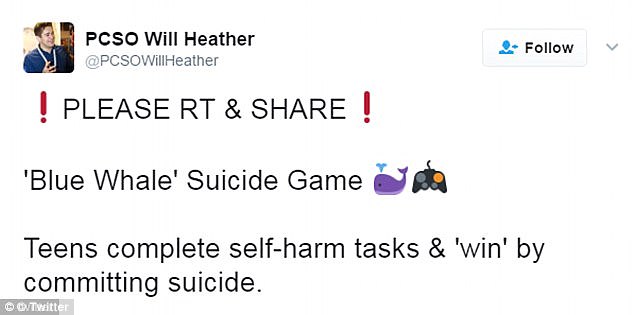 PCSO Will Heather
@PCSOWillHeather
Follow
❗PLEASE RT & SHARE❗
'Blue Whale' Suicide Game 🐳🎮
Teens complete self-harm tasks & 'win' by
committing suicide.
© Twitter